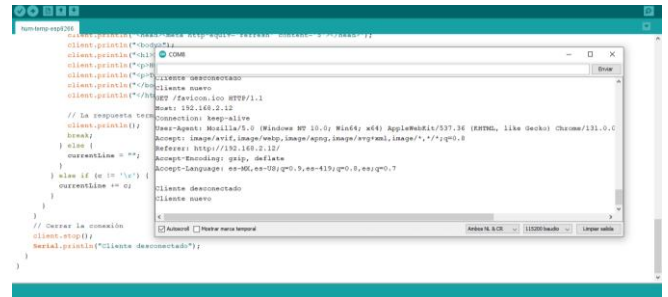 hum-temp-esp8266
client.println("<head><meta http-equiv='refresh' content='5'></head>");
client.println("<body>");
client.println("<h1>
client.println("<p>H
client.println("<p>T
client.println("</bo
client.println("</ht
// La respuesta term
client.println();
break;
} else {
currentLine = "";
}
} else if (c != '\r') {
currentLine += c;
}
}
}
// Cerrar la conexión
client.stop();
Serial.println("Cliente desconectado");
}
}
COM8
Enviar
Cliente desconectado
Cliente nuevo
GET /favicon.ico HTTP/1.1
Host: 192.168.2.12
Connection: keep-alive
User-Agent: Mozilla/5.0 (Windows NT 10.0; Win64; x64) AppleWebKit/537.36 (KHTML, like Gecko) Chrome/131.0.0
Accept: image/avif,image/webp,image/apng,image/svg+xml,image/*,*/*;q=0.8
Referer: http://192.168.2.12/
Accept-Encoding: gzip, deflate
Accept-Language: es-MX,es-US;q=0.9,es-419;q=0.8,es;q=0.7
Cliente desconectado
Cliente nuevo
Autoscroll Mostrar marca temporal
Ambos NL & CR 115200 baudio Limpiar salida